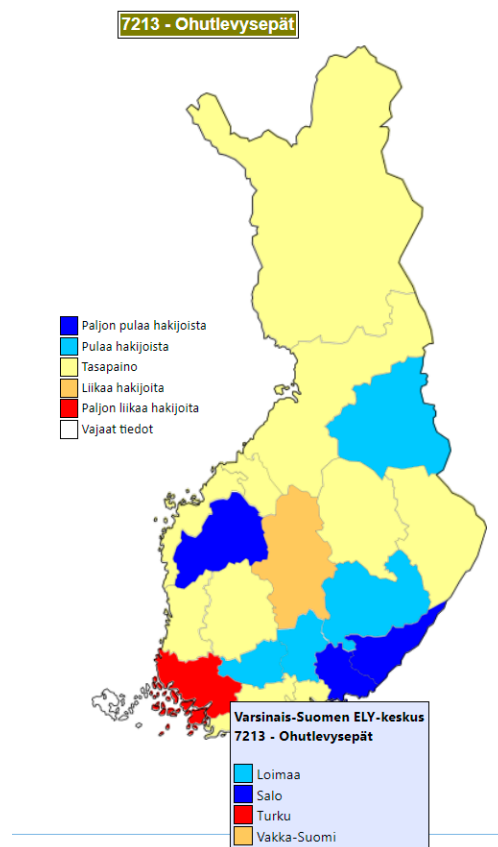 7213 - Ohutlevysepät
Paljon pulaa hakijoista
Pulaa hakijoista
Tasapaino
Liikaa hakijoita
Paljon liikaa hakijoita
Vajaat tiedot
Varsinais-Suomen ELY-keskus
7213 - Ohutlevysepät
Loimaa
Salo
Turku
Vakka-Suomi